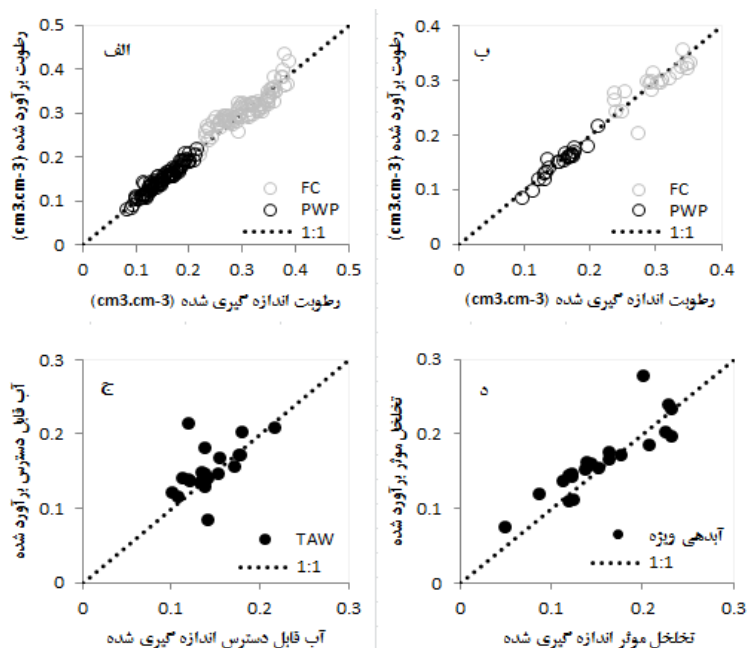 الف
رطوبت برآورد شده (cm3.cm-3)
0.5
0.4
0.3
0.2
0.1
0
FC
PWP
1:1
0 0.1 0.2 0.3 0.4 0.5
رطوبت اندازه گیری شده (cm3.cm-3)
ب
رطوبت برآورد شده (cm3.cm-3)
0.4
0.3
0.2
0.1
0
FC
PWP
1:1
0 0.2 0.3 0.4
رطوبت اندازه گیری شده (cm3.cm-3)
ج
آب قابل دسترس برآورد شده
0.3
0.2
0.1
0
TAW
1:1
0 0.1 0.2 0.3
آب قابل دسترس اندازه گیری شده
د
تخلخل موثر برآورد شده
0.3
0.2
0.1
0
آبدهی ویژه
1:1
0 0.1 0.2 0.3
تخلخل موثر اندازه گیری شده